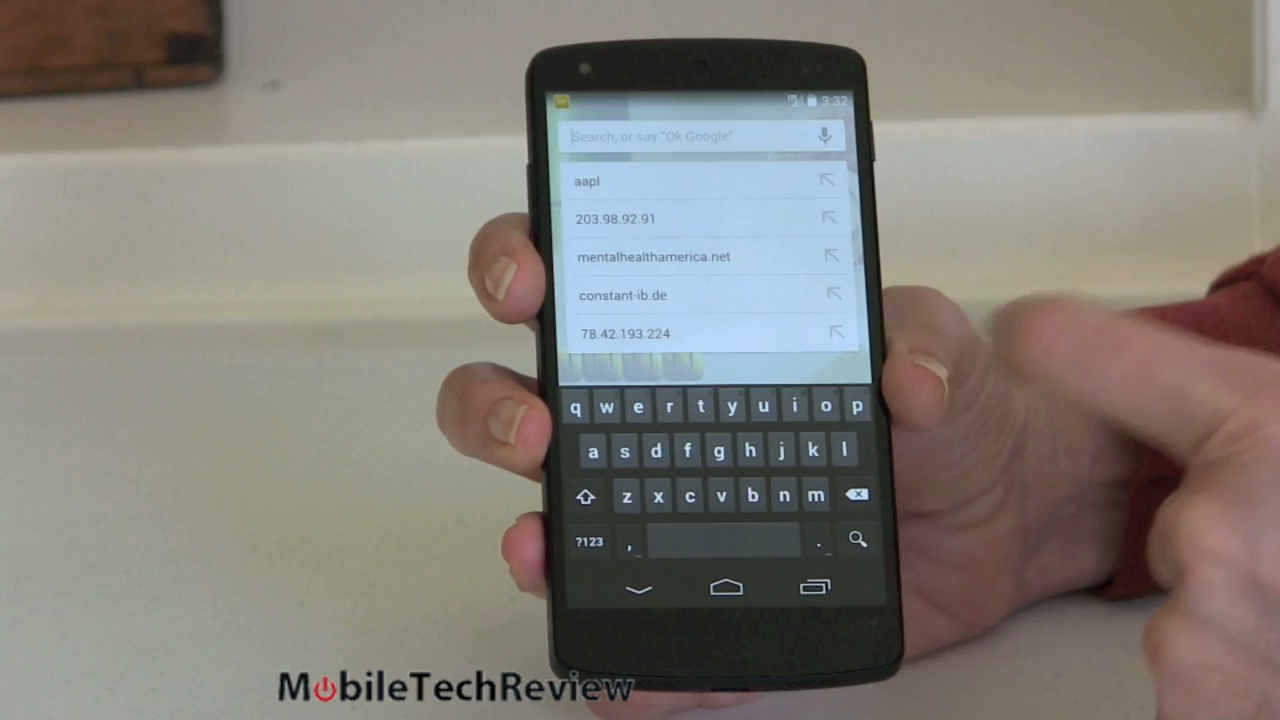 3:32
Search, or say "Ok Google"
aapl
203.98.92.91
mentalhealthamerica.net
constant-ib.de
78.42.193.224
q w e r t y u i o p
a s d f g h j k l
z x c v b n m
?123 , .
MobileTechReview